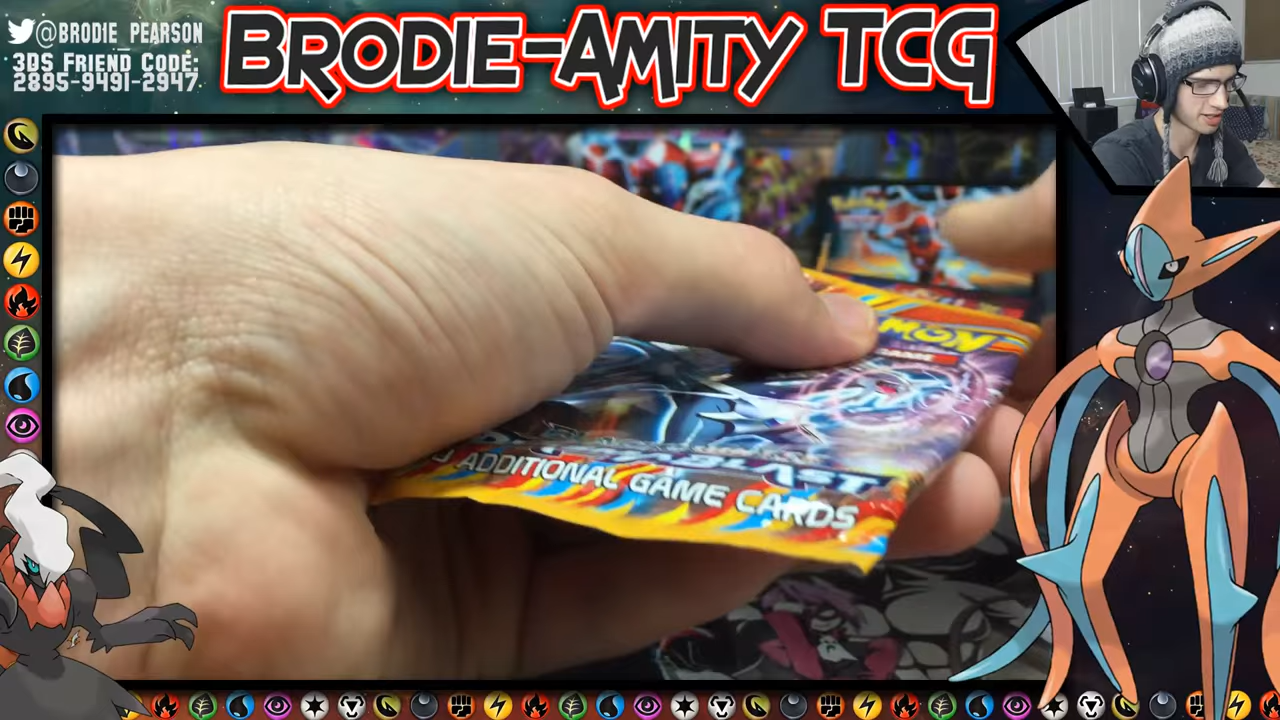 @BRODIE_PEARSON
3DS FRIEND CODE:
2895-9491-2947
BRODIE-AMITY TCG
ADDITIONAL GAME CARDS